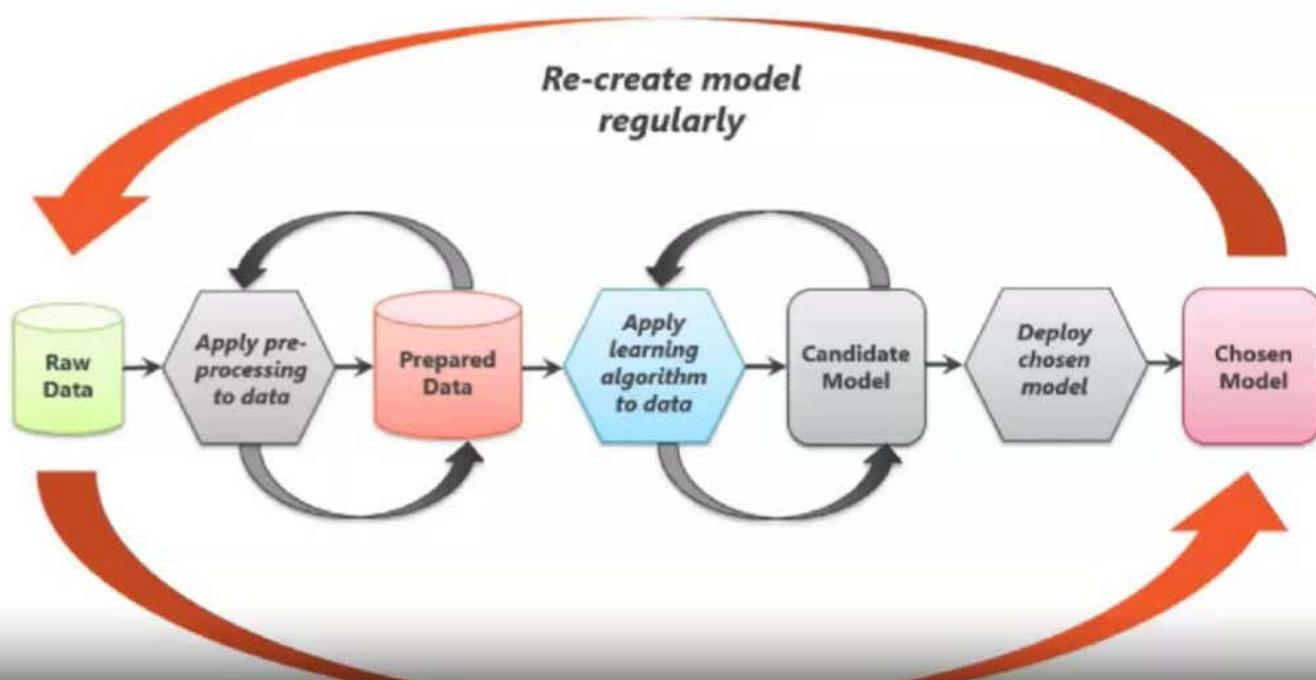 Re-create model
regularly
Raw
Data
Apply pre-
processing
to data
Prepared
Data
Apply
learning
algorithm
to data
Candidate
Model
Deploy
chosen
model
Chosen
Model